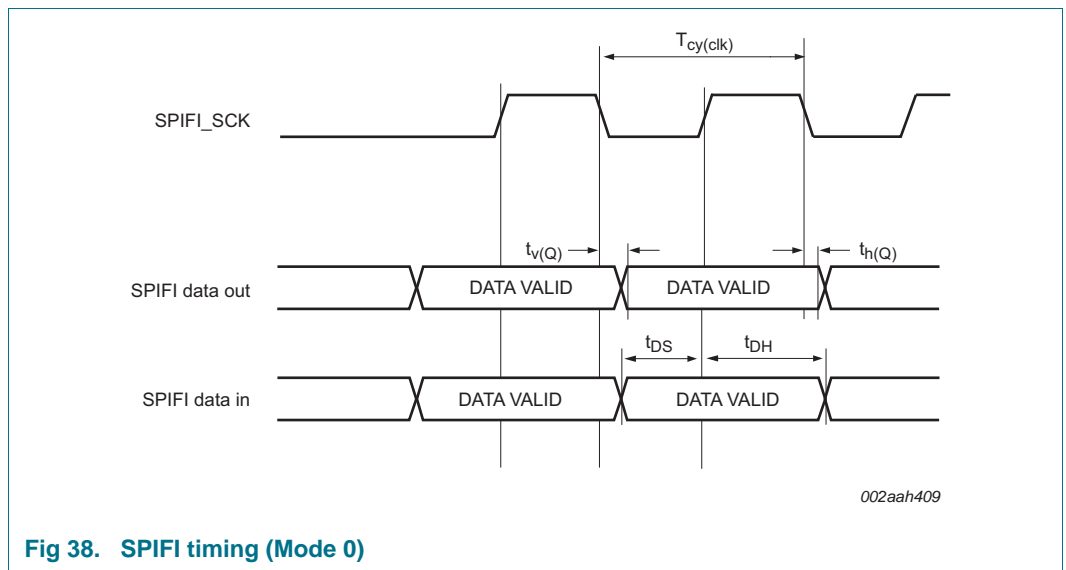 Tcy(clk)
SPIFI_SCK
tv(Q)
th(Q)
SPIFI data out
DATA VALID
DATA VALID
tDS
tDH
SPIFI data in
DATA VALID
DATA VALID
002aah409
Fig 38. SPIFI timing (Mode 0)